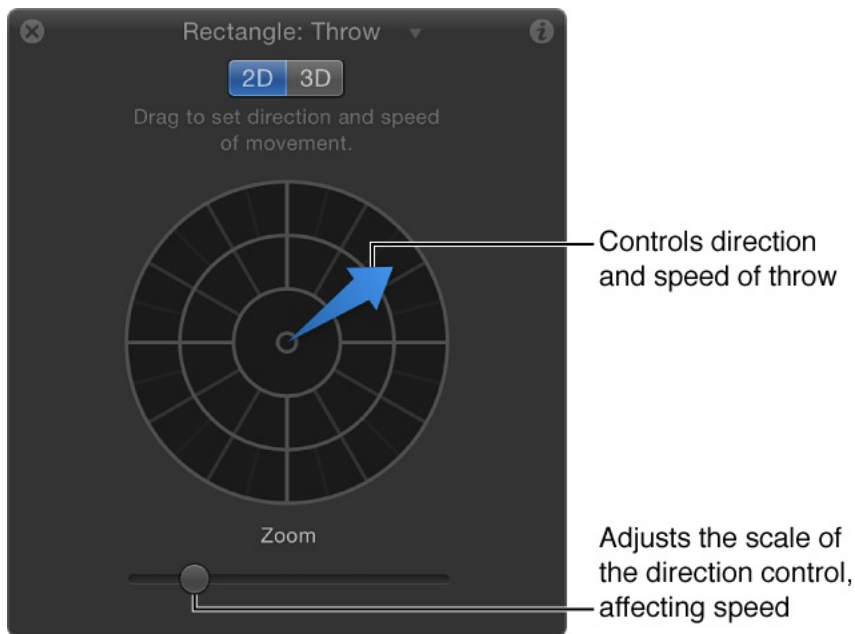 Rectangle: Throw
2D 3D
Drag to set direction and speed
of movement.
Controls direction
and speed of throw
Zoom
Adjusts the scale of
the direction control,
affecting speed